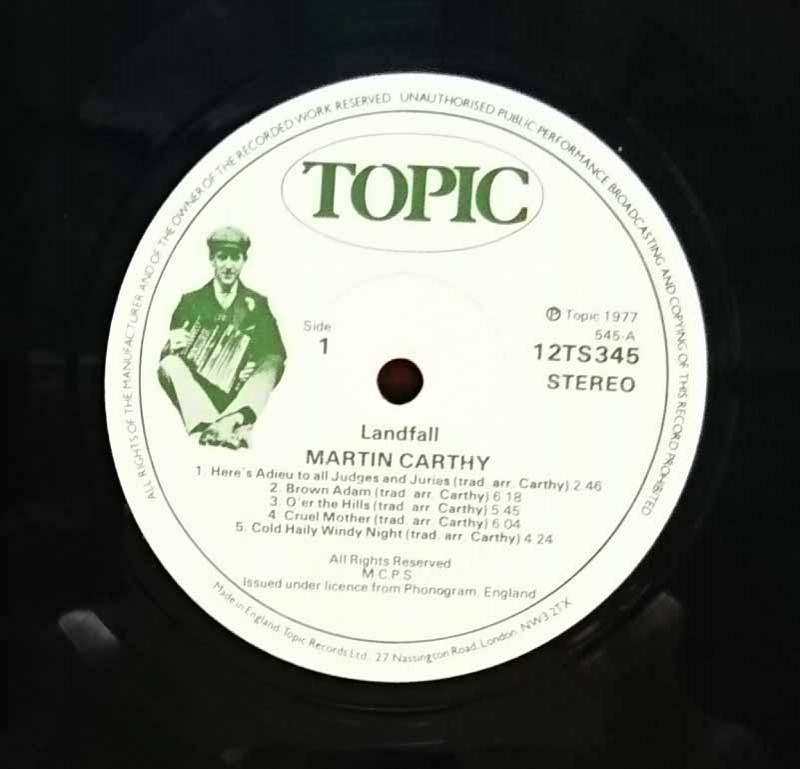 ALL RIGHTS OF THE MANUFACTURER AND OF THE OWNER OF THE RECORDED WORK RESERVED UNAUTHORISED PUBLIC PERFORMANCE BROADCASTING AND COPYING OF THIS RECORD PROHIBITED
TOPIC
Side
1
Ⓟ Topic 1977
545-A
12TS345
STEREO
Landfall
MARTIN CARTHY
1. Here's Adieu to all Judges and Juries (trad. arr. Carthy) 2.46
2. Brown Adam (trad. arr. Carthy) 6.18
3. O'er the Hills (trad. arr. Carthy) 5.45
4. Cruel Mother (trad. arr. Carthy) 6.04
5. Cold Haily Windy Night (trad. arr. Carthy) 4.24
All Rights Reserved
M.C.P.S
Issued under licence from Phonogram, England
Made in England. Topic Records Ltd., 27 Nassington Road, London, NW3 2TX